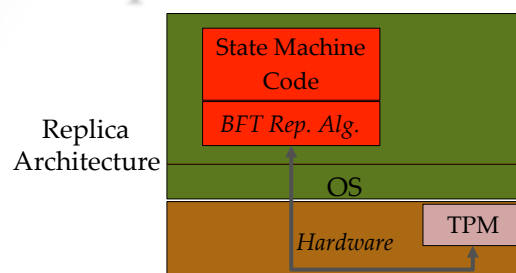 State Machine
Code
BFT Rep. Alg.
Replica
Architecture
OS
TPM
Hardware